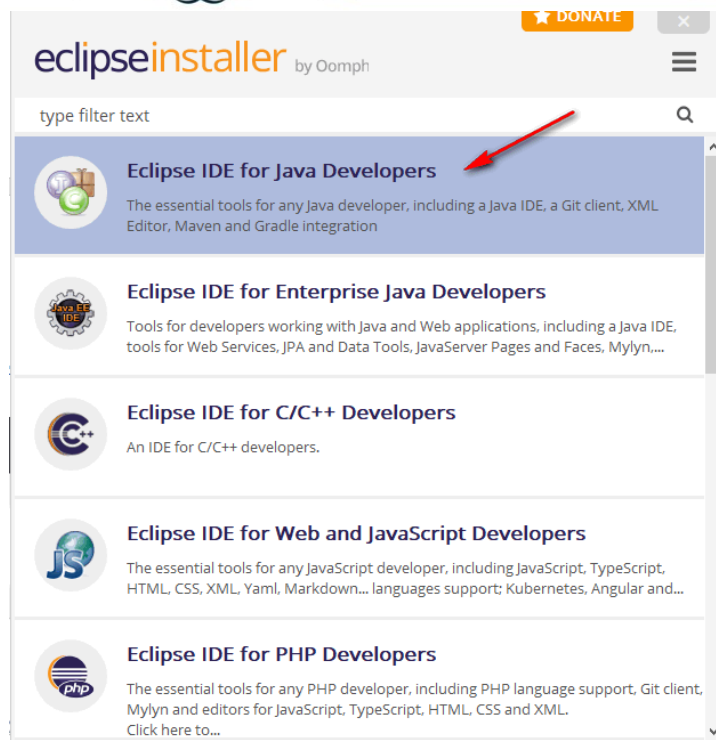 DONATE
eclipseinstaller by Oomph
type filter text
Eclipse IDE for Java Developers
The essential tools for any Java developer, including a Java IDE, a Git client, XML
Editor, Maven and Gradle integration
Java EE
IDE
Eclipse IDE for Enterprise Java Developers
Tools for developers working with Java and Web applications, including a Java IDE,
tools for Web Services, JPA and Data Tools, JavaServer Pages and Faces, Mylyn,...
C++
Eclipse IDE for C/C++ Developers
An IDE for C/C++ developers.
JS
Eclipse IDE for Web and JavaScript Developers
The essential tools for any JavaScript developer, including JavaScript, TypeScript,
HTML, CSS, XML, Yaml, Markdown... languages support; Kubernetes, Angular and...
php
Eclipse IDE for PHP Developers
The essential tools for any PHP developer, including PHP language support, Git client,
Mylyn and editors for JavaScript, TypeScript, HTML, CSS and XML.
Click here to...